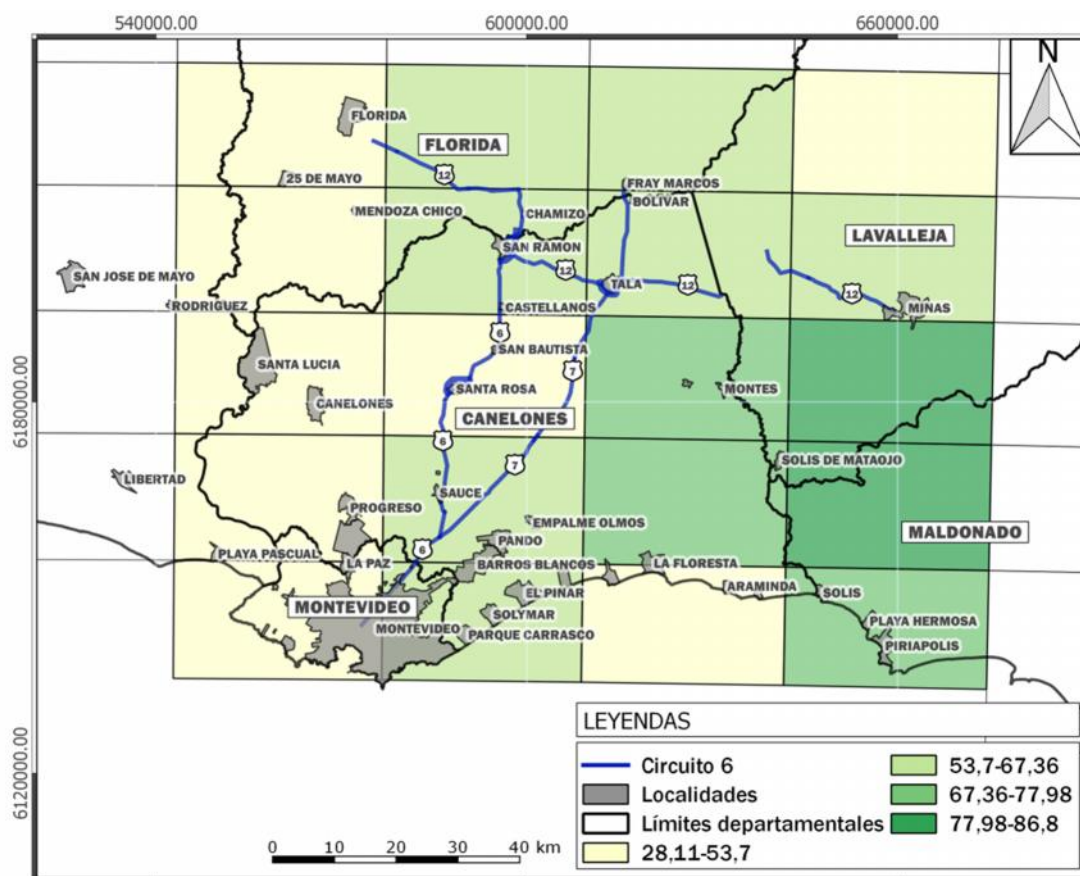 540000.00
600000.00
660000.00
N
FLORIDA
FLORIDA
12
25 DE MAYO
FRAY MARCOS
BOLIVAR
MENDOZA CHICO
CHAMIZO
LAVALLEJA
SAN RAMON
12
SAN JOSE DE MAYO
TALA
12
12
RODRIGUEZ
CASTELLANOS
MINAS
6
SAN BAUTISTA
SANTA LUCIA
7
SANTA ROSA
MONTES
CANELONES
CANELONES
6180000.00
6
7
SOLIS DE MATAOJO
LIBERTAD
SAUCE
PROGRESO
EMPALME OLMOS
MALDONADO
PANDO
PLAYA PASCUAL
6
LA PAZ
BARROS BLANCOS
LA FLORESTA
EL PINAR
ARAMINDA
SOLIS
MONTEVIDEO
SOLYMAR
MONTEVIDEO
PARQUE CARRASCO
PLAYA HERMOSA
PIRIAPOLIS
6120000.00
LEYENDAS
Circuito 6
Localidades
Límites departamentales
28,11-53,7
53,7-67,36
67,36-77,98
77,98-86,8
0 10 20 30 40 km